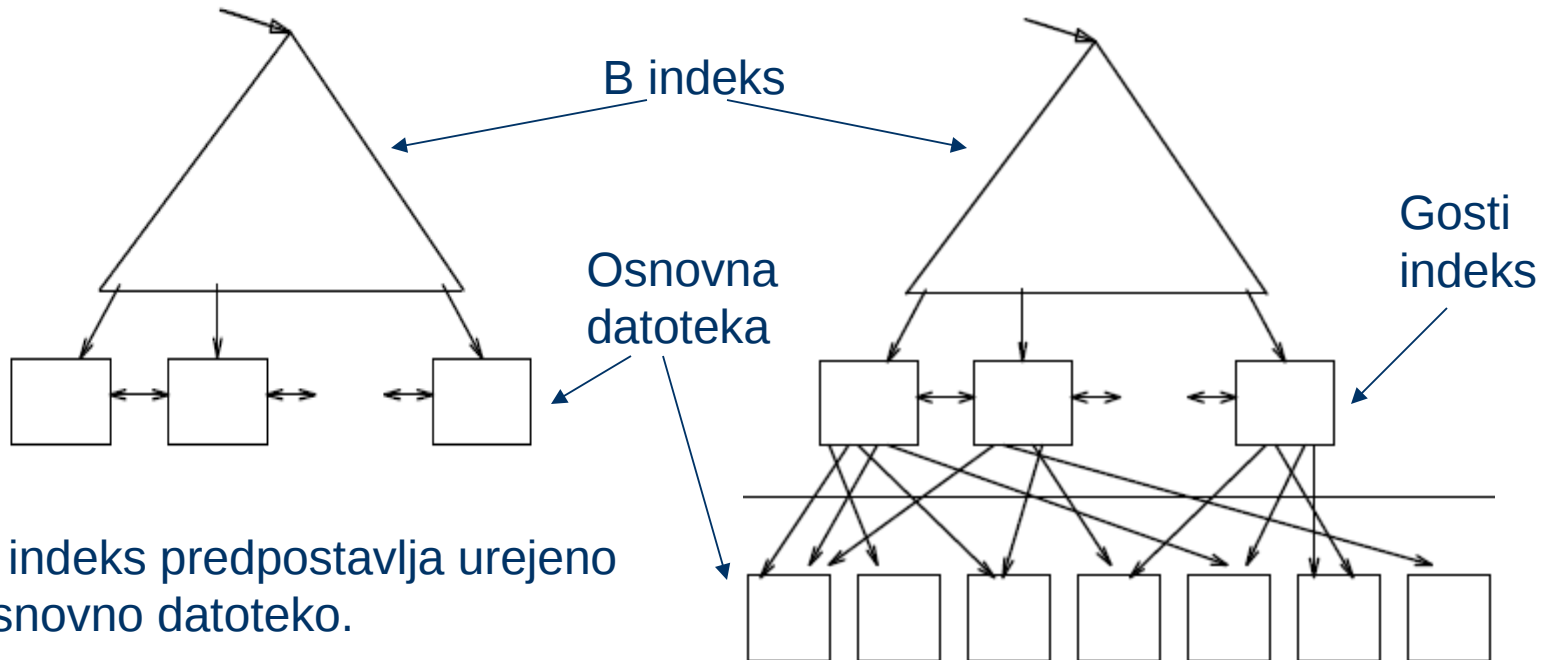 B indeks
Gosti
indeks
Osnovna
datoteka
indeks predpostavlja urejeno
snovno datoteko.